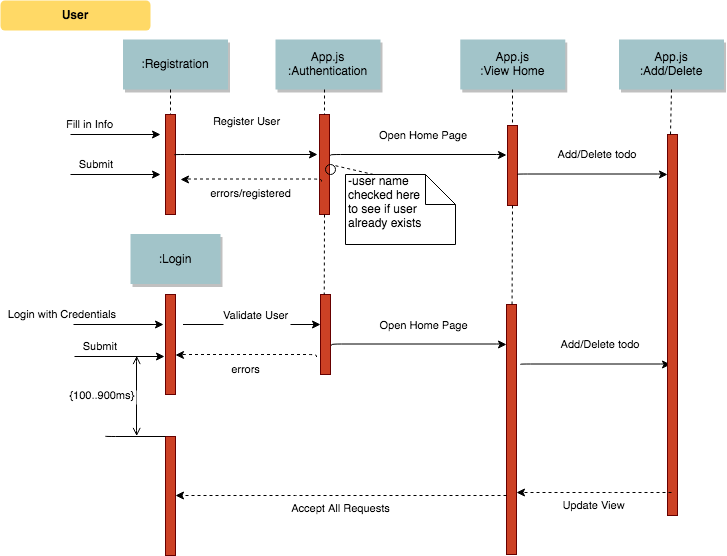 User
:Registration
App.js
:Authentication
App.js
:View Home
App.js
:Add/Delete
Fill in Info
Register User
Open Home Page
Submit
Add/Delete todo
errors/registered
-user name
checked here
to see if user
already exists
:Login
Login with Credentials
Validate User
Open Home Page
Submit
Add/Delete todo
errors
{100..900ms}
Update View
Accept All Requests